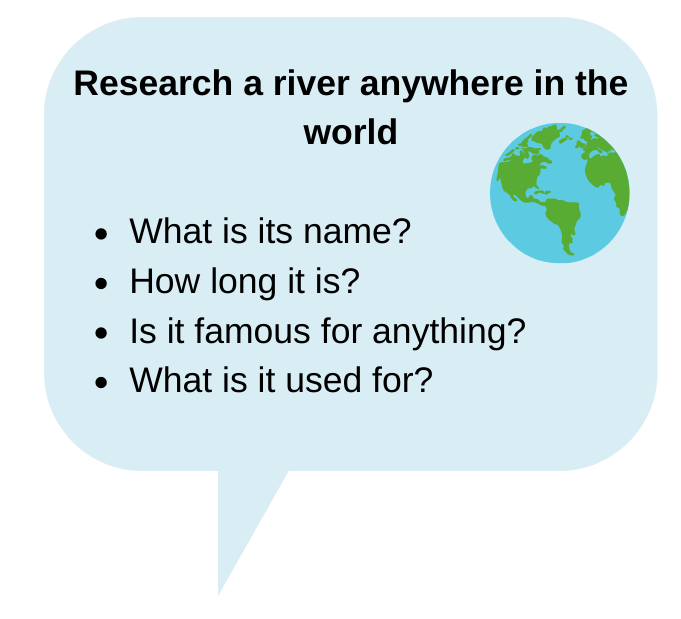 Research a river anywhere in the
world
• What is its name?
• How long it is?
• Is it famous for anything?
• What is it used for?